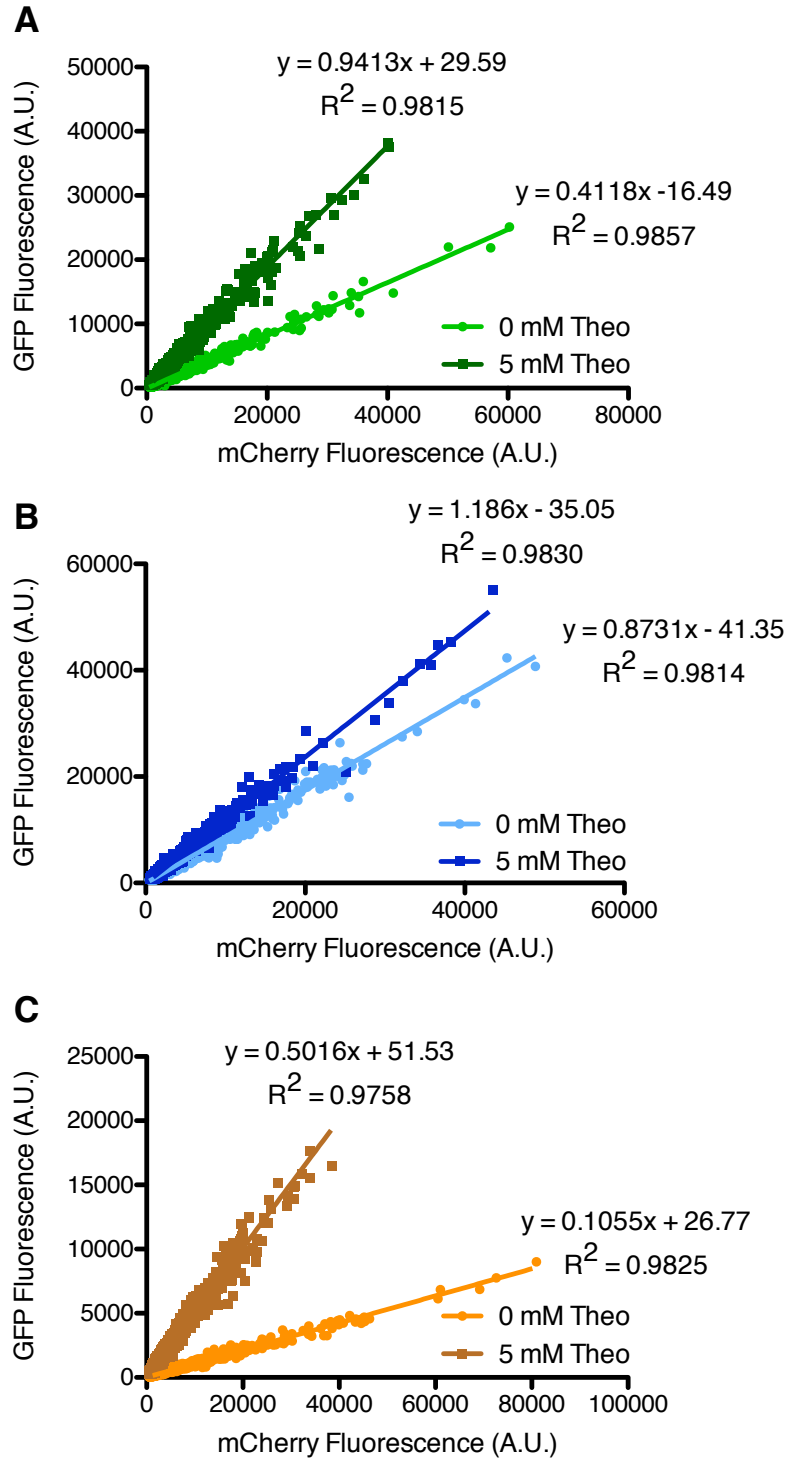 A
y = 0.9413x + 29.59
R2 = 0.9815
y = 0.4118x -16.49
R2 = 0.9857
GFP Fluorescence (A.U.)
50000
40000
30000
20000
10000
0
0 mM Theo
5 mM Theo
0 20000 40000 60000 80000
mCherry Fluorescence (A.U.)
B
y = 1.186x - 35.05
R2 = 0.9830
y = 0.8731x - 41.35
R2 = 0.9814
GFP Fluorescence (A.U.)
60000
40000
20000
0
0 mM Theo
5 mM Theo
0 20000 40000 60000
mCherry Fluorescence (A.U.)
C
y = 0.5016x + 51.53
R2 = 0.9758
y = 0.1055x + 26.77
R2 = 0.9825
GFP Fluorescence (A.U.)
25000
20000
15000
10000
5000
0
0 mM Theo
5 mM Theo
0 20000 40000 60000 80000 100000
mCherry Fluorescence (A.U.)